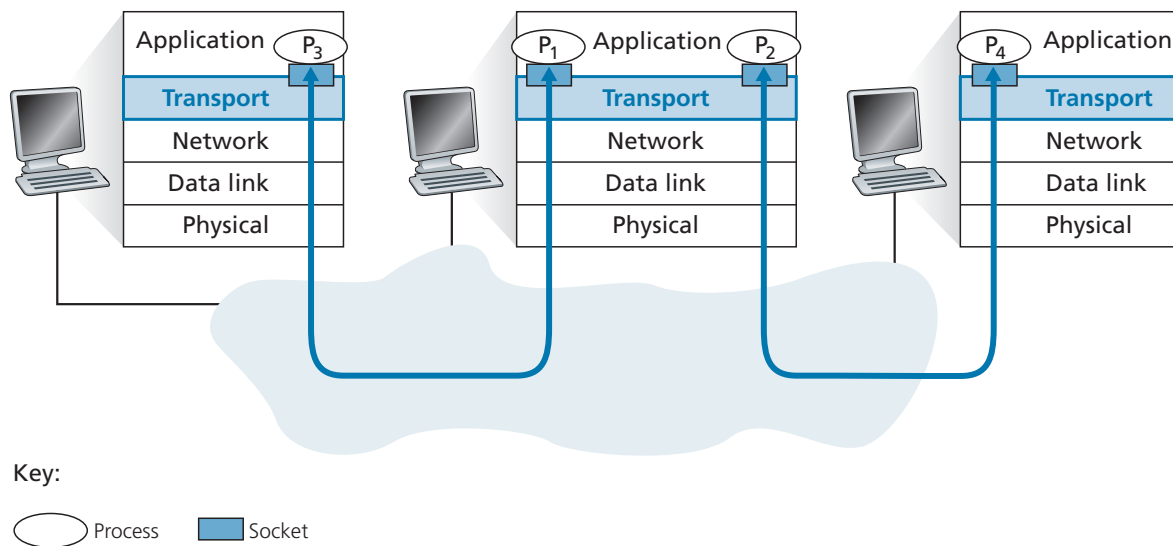 Application P3
Transport
Network
Data link
Physical
P1 Application P2
Transport
Network
Data link
Physical
P4 Application
Transport
Network
Data link
Physical
Key:
Process Socket